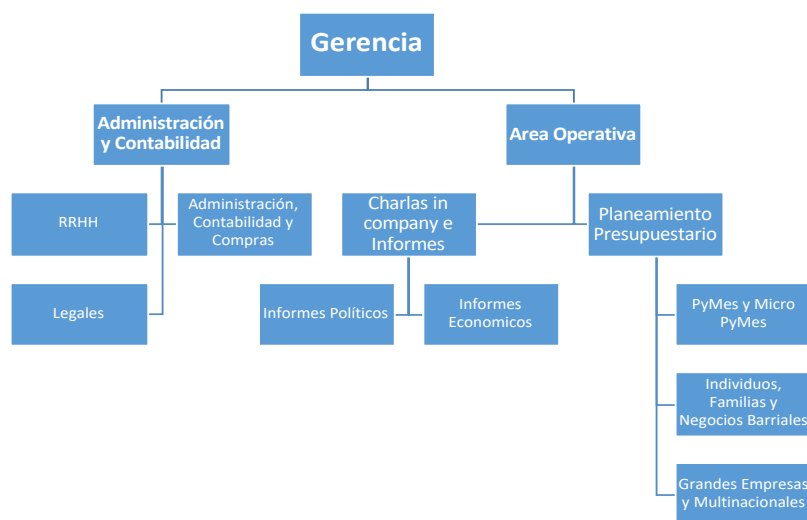 Gerencia
Administración
y Contabilidad
Area Operativa
RRHH
Administración,
Contabilidad y
Compras
Charlas in
company e
Informes
Planeamiento
Presupuestario
Legales
Informes Políticos
Informes
Economicos
PyMes y Micro
PyMes
Individuos,
Familias y
Negocios Barriales
Grandes Empresas
y Multinacionales